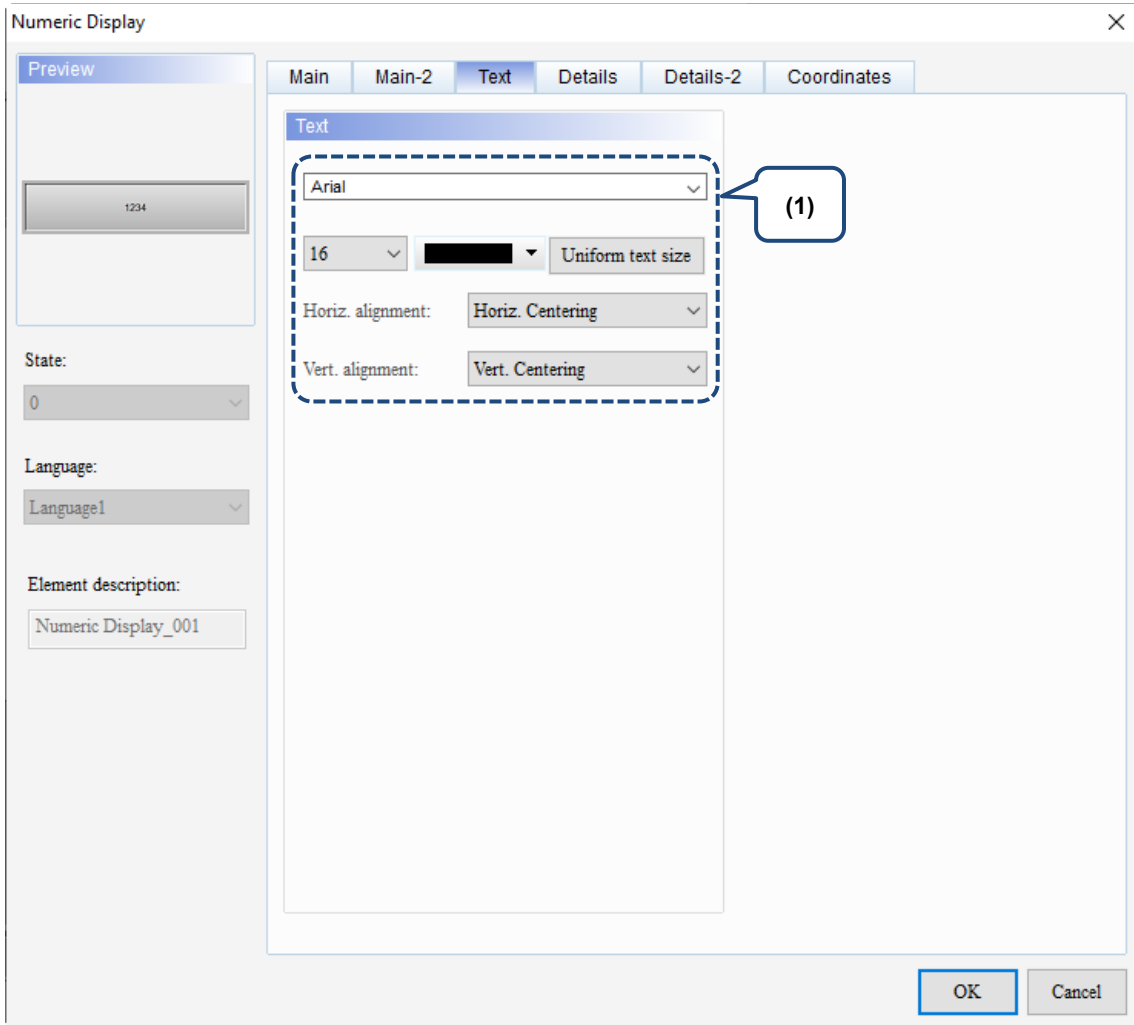 Numeric Display
Preview
1234
State:
0
Language:
Language1
Element description:
Numeric Display_001
Main Main-2 Text Details Details-2 Coordinates
Text
Arial
(1)
16 Uniform text size
Horiz. alignment: Horiz. Centering
Vert. alignment: Vert. Centering
OK Cancel